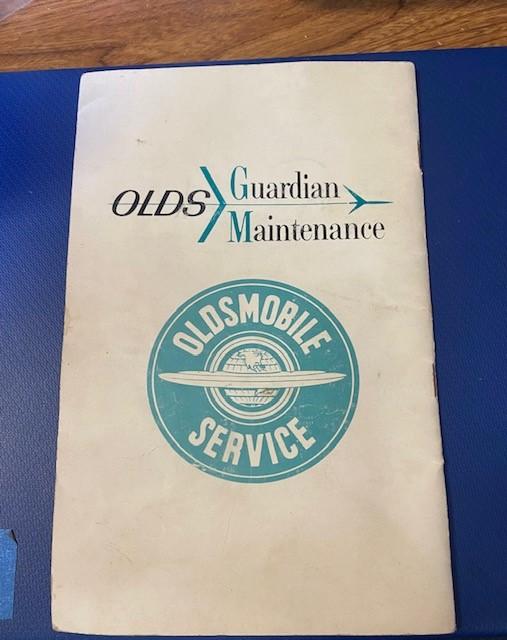 OLDS Guardian
Maintenance
OLDSMOBILE
SERVICE